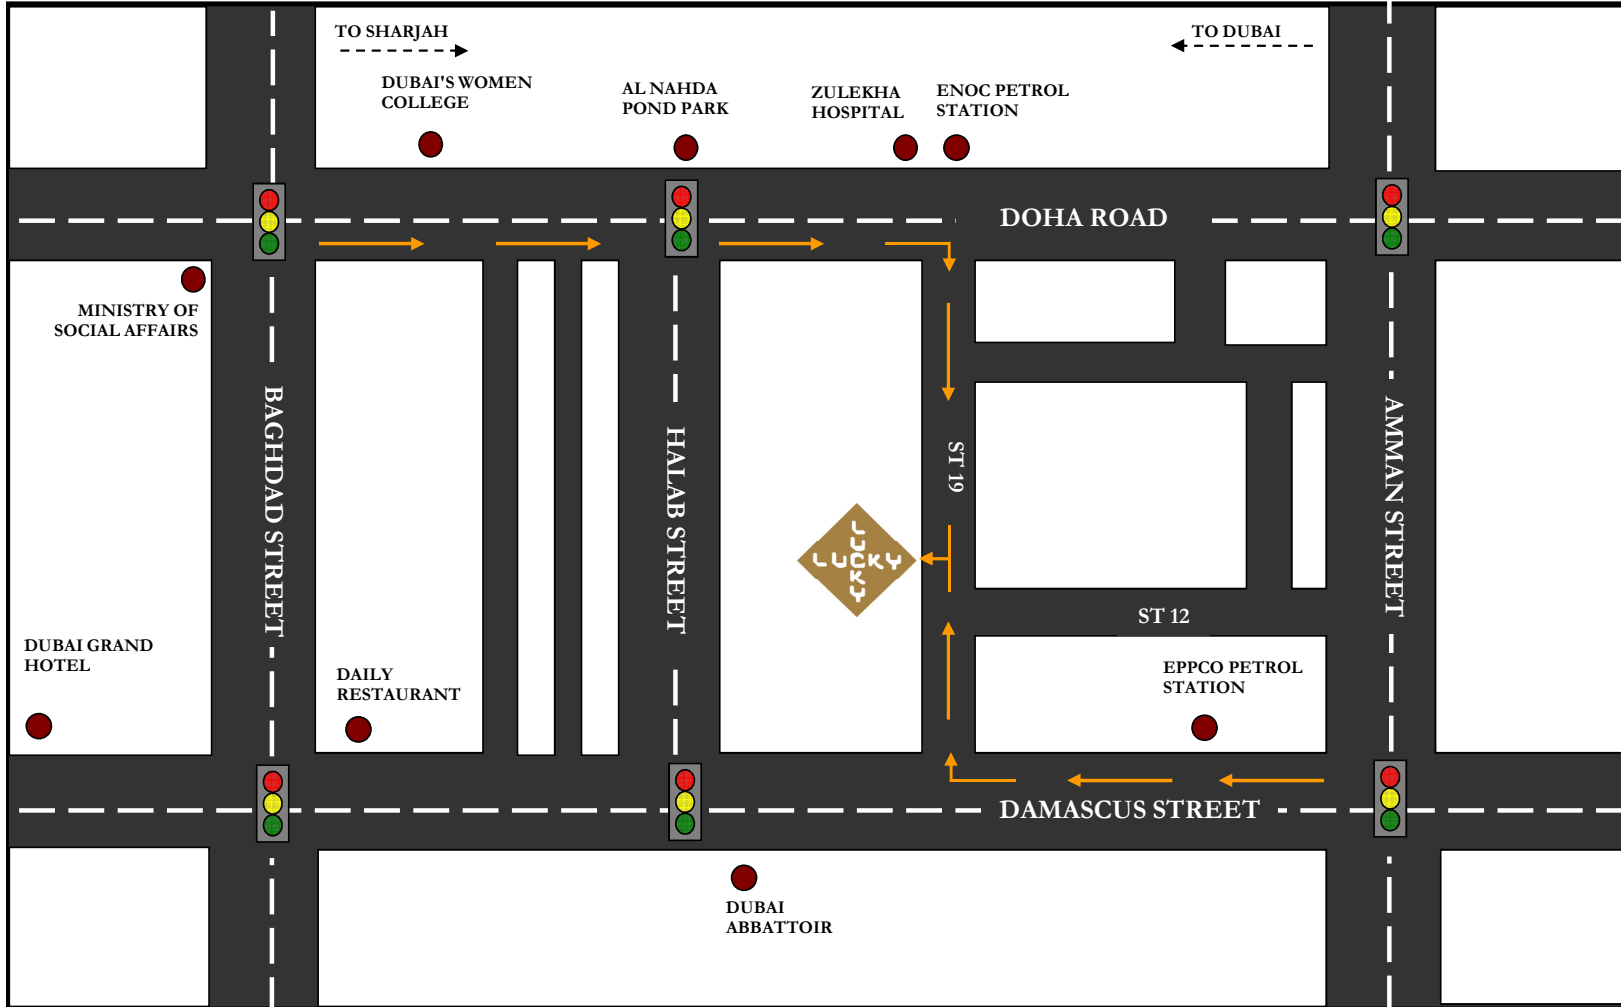 TO SHARJAH
TO DUBAI
DUBAI'S WOMEN
COLLEGE
AL NAHDA
POND PARK
ZULEKHA
HOSPITAL
ENOC PETROL
STATION
DOHA ROAD
MINISTRY OF
SOCIAL AFFAIRS
BAGHDAD STREET
HALAB STREET
ST 19
AMMAN STREET
LUCKY
LUCKY
ST 12
DUBAI GRAND
HOTEL
DAILY
RESTAURANT
EPPCO PETROL
STATION
DAMASCUS STREET
DUBAI
ABBATTOIR